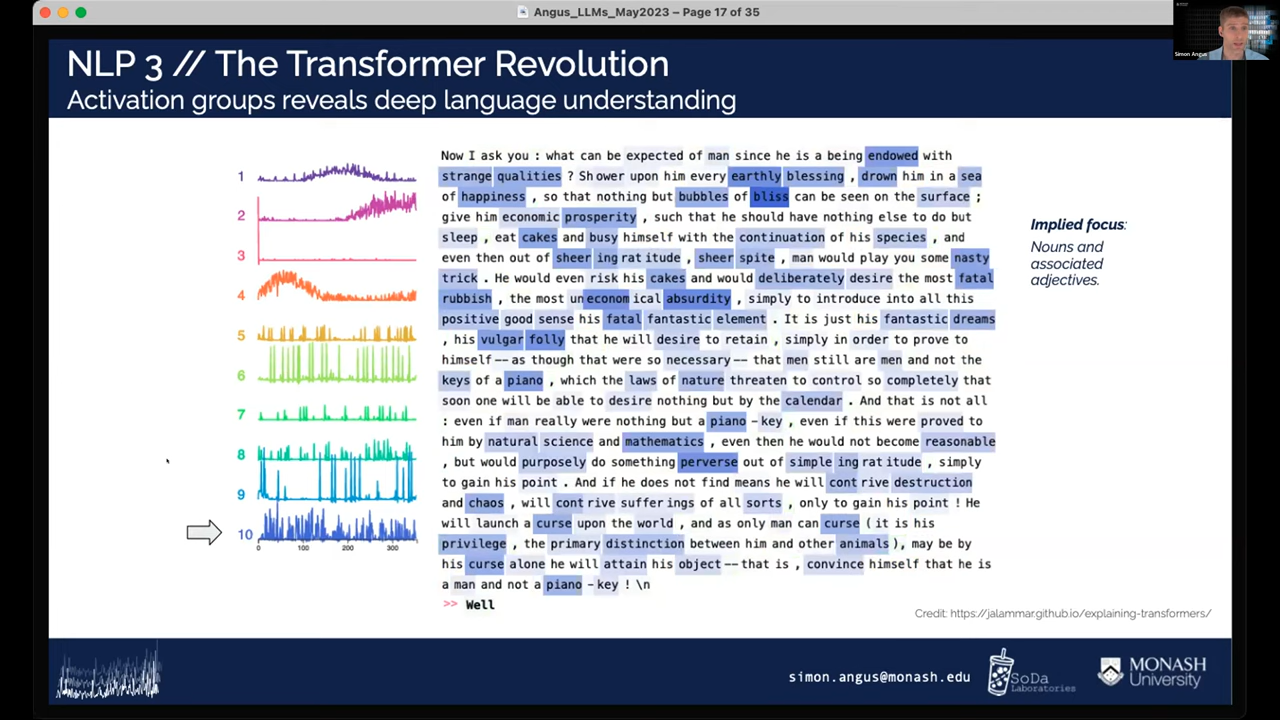 Angus_LLMs_May2023 – Page 17 of 35
Simon Angus
NLP 3 // The Transformer Revolution
Activation groups reveals deep language understanding
1
2
3
4
5
6
7
8
9
10
0 100 200 300
Now I ask you : what can be expected of man since he is a being endowed with
strange qualities ? Sh ower upon him every earthly blessing , drown him in a sea
of happiness , so that nothing but bubbles of bliss can be seen on the surface ;
give him economic prosperity , such that he should have nothing else to do but
sleep , eat cakes and busy himself with the continuation of his species , and
even then out of sheer ing rat itude , sheer spite , man would play you some nasty
trick . He would even risk his cakes and would deliberately desire the most fatal
rubbish , the most un econom ical absurdity , simply to introduce into all this
positive good sense his fatal fantastic element . It is just his fantastic dreams
, his vulgar folly that he will desire to retain , simply in order to prove to
himself -- as though that were so necessary -- that men still are men and not the
keys of a piano , which the laws of nature threaten to control so completely that
soon one will be able to desire nothing but by the calendar . And that is not all
: even if man really were nothing but a piano - key , even if this were proved to
him by natural science and mathematics , even then he would not become reasonable
, but would purposely do something perverse out of simple ing rat itude , simply
to gain his point . And if he does not find means he will cont rive destruction
and chaos , will cont rive suffer ings of all sorts , only to gain his point ! He
will launch a curse upon the world , and as only man can curse ( it is his
privilege , the primary distinction between him and other animals ), may be by
his curse alone he will attain his object -- that is , convince himself that he is
a man and not a piano - key ! \n
>> Well
Implied focus:
Nouns and
associated
adjectives.
Credit: https://jalammar.github.io/explaining-transformers/
simon.angus@monash.edu
SoDa
Laboratories
MONASH
University